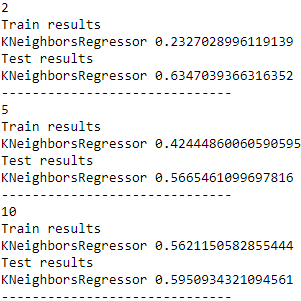 2
Train results
KNeighborsRegressor 0.2327028996119139
Test results
KNeighborsRegressor 0.6347039366316352
------------------------------
5
Train results
KNeighborsRegressor 0.42444860060590595
Test results
KNeighborsRegressor 0.5665461099697816
------------------------------
10
Train results
KNeighborsRegressor 0.5621150582855444
Test results
KNeighborsRegressor 0.5950934321094561
------------------------------